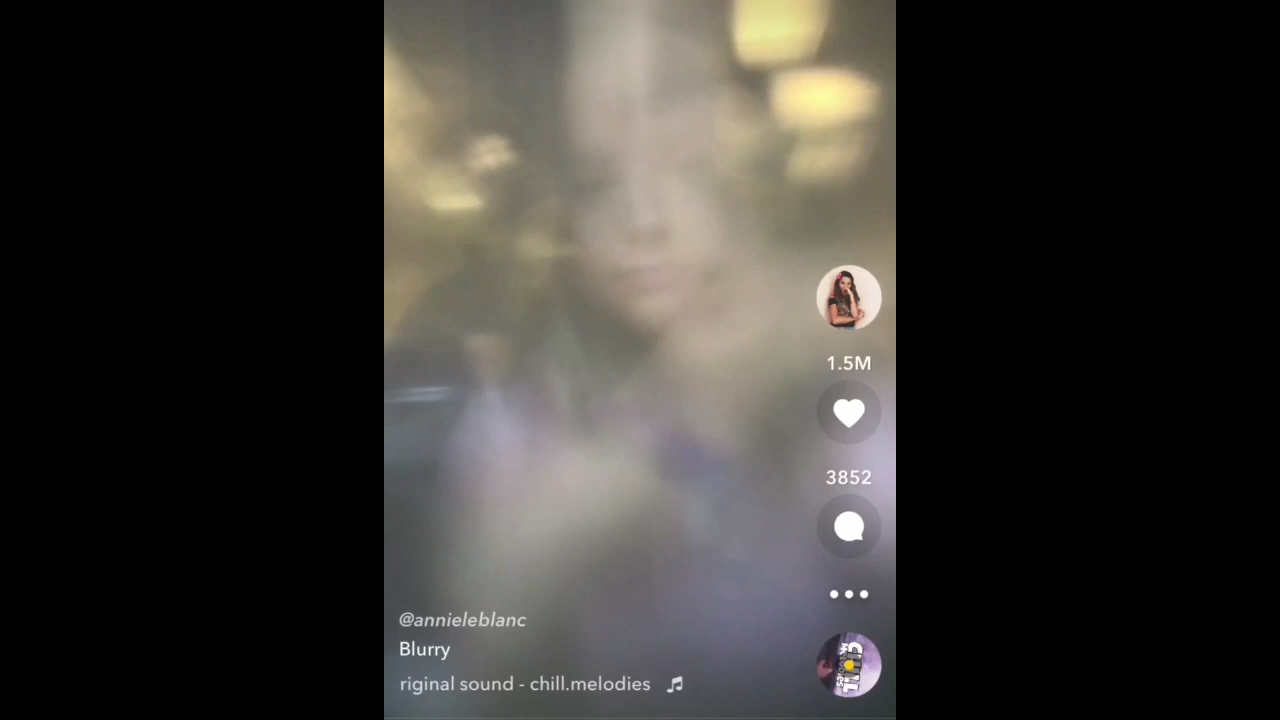 1.5M
3852
@annieleblanc
Blurry
riginal sound - chill.melodies